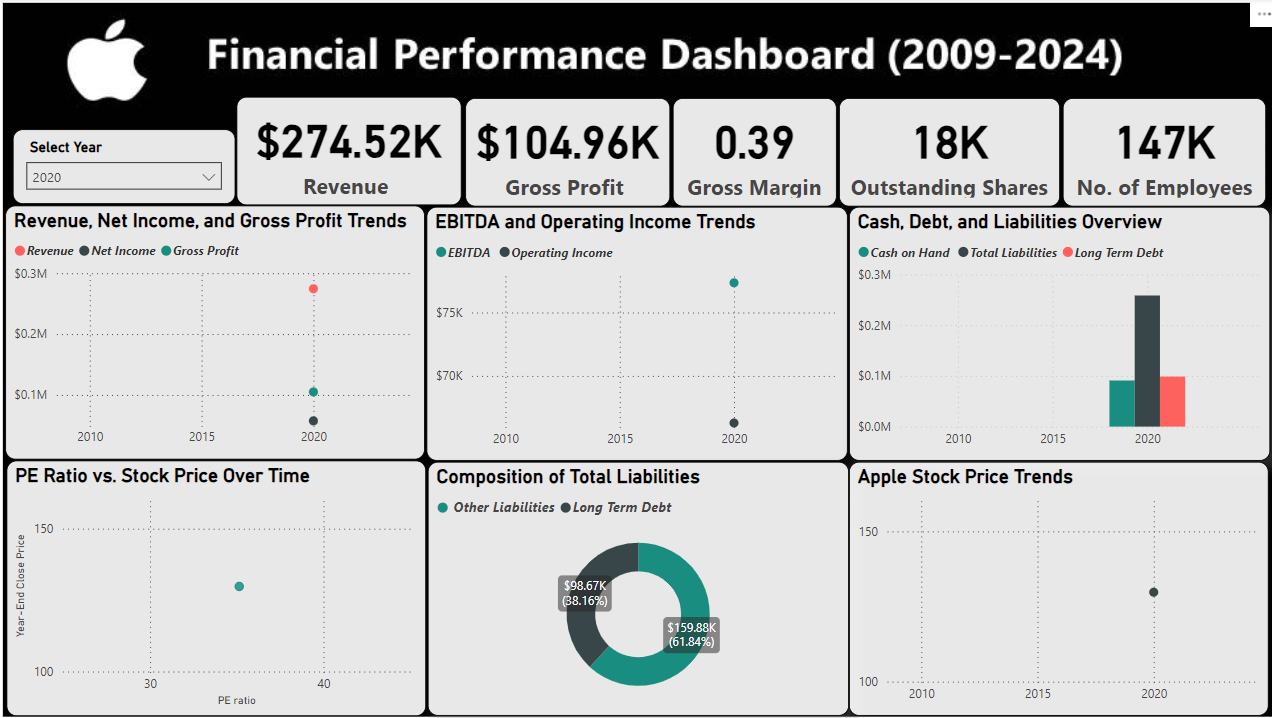 Financial Performance Dashboard (2009-2024)
Select Year
2020
$274.52K
Revenue
$104.96K
Gross Profit
0.39
Gross Margin
18K
Outstanding Shares
147K
No. of Employees
Revenue, Net Income, and Gross Profit Trends
Revenue Net Income Gross Profit
$0.3M
$0.2M
$0.1M
2010 2015 2020
EBITDA and Operating Income Trends
EBITDA Operating Income
$75K
$70K
2010 2015 2020
Cash, Debt, and Liabilities Overview
Cash on Hand Total Liabilities Long Term Debt
$0.3M
$0.2M
$0.1M
$0.0M
2010 2015 2020
PE Ratio vs. Stock Price Over Time
Year-End Close Price
150
100
30 40
PE ratio
Composition of Total Liabilities
Other Liabilities Long Term Debt
$98.67K
(38.16%)
$159.88K
(61.84%)
Apple Stock Price Trends
150
100
2010 2015 2020